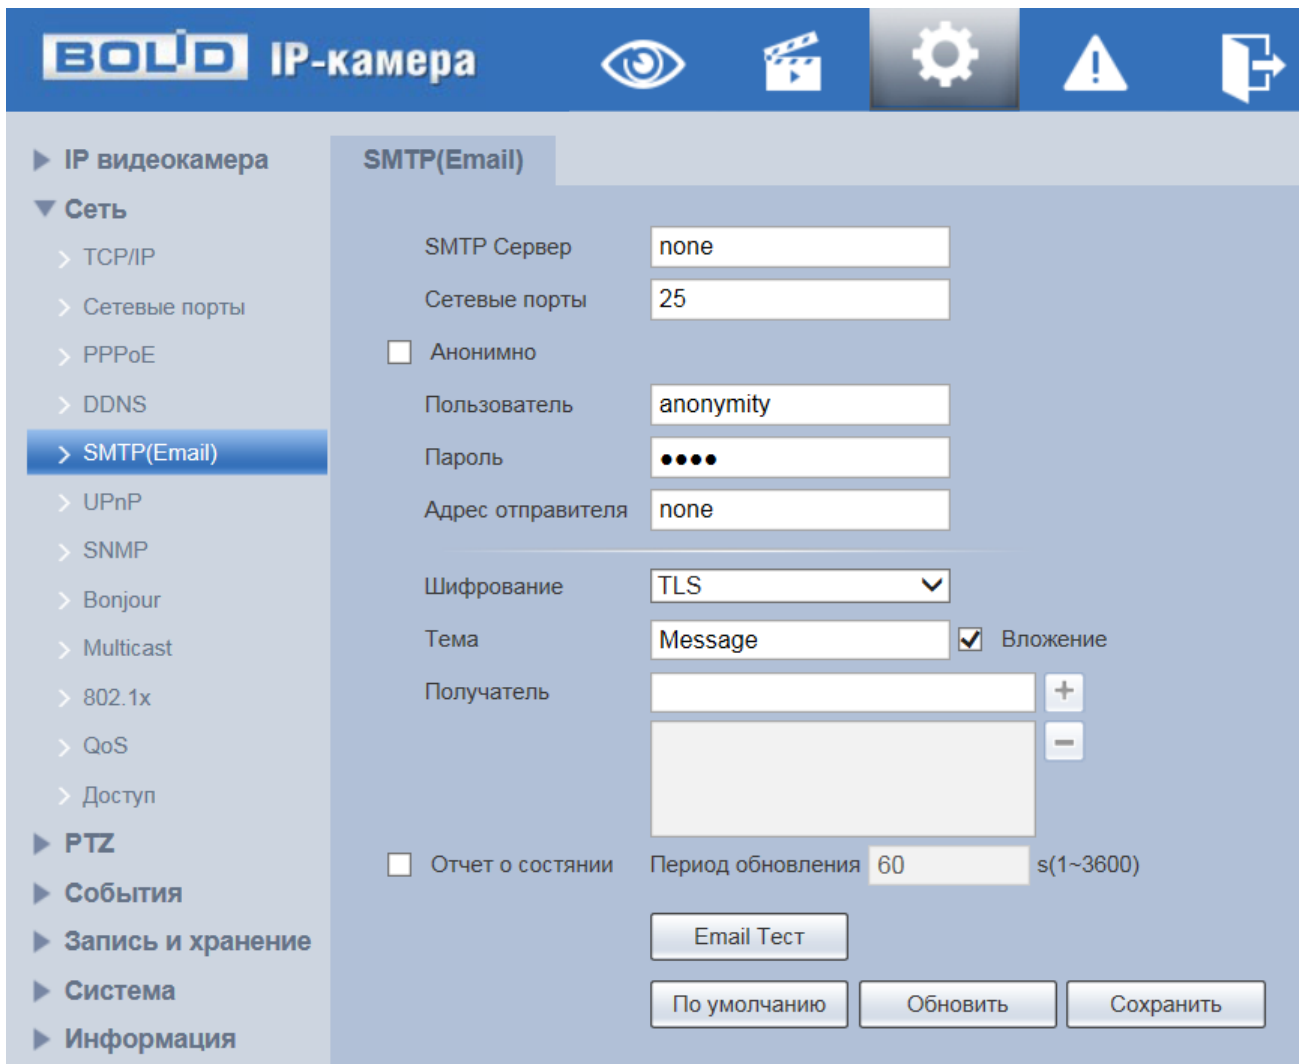 BOLID IP-камера
IP видеокамера
Сеть
TCP/IP
Сетевые порты
PPPoE
DDNS
SMTP(Email)
UPnP
SNMP
Bonjour
Multicast
802.1x
QoS
Доступ
PTZ
События
Запись и хранение
Система
Информация
SMTP(Email)
SMTP Сервер none
Сетевые порты 25
Анонимно
Пользователь anonymity
Пароль ●●●●
Адрес отправителя none
Шифрование TLS
Тема Message Вложение
Получатель +
−
Отчет о состянии Период обновления 60 s(1~3600)
Email Тест
По умолчанию Обновить Сохранить